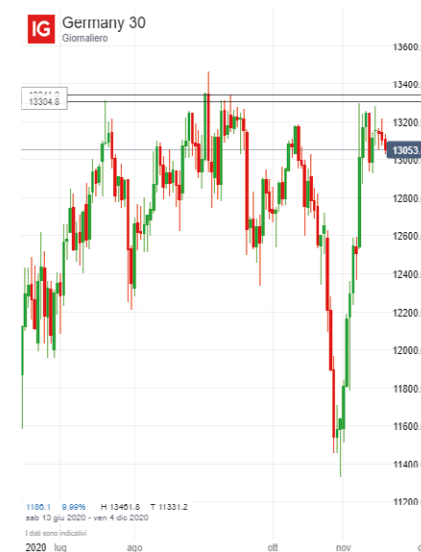 IG
Germany 30
Giornaliero
13600.
13400.
13304.8
13200.
13053.
13000.
12800.
12600.
12400.
12200.
12000.
11800.
11600.
11400.
11200.
1186.1 9.99% H 13461.8 T 11331.2
sab 13 giu 2020 - ven 4 dic 2020
I dati sono indicativi
2020 lug ago ott nov